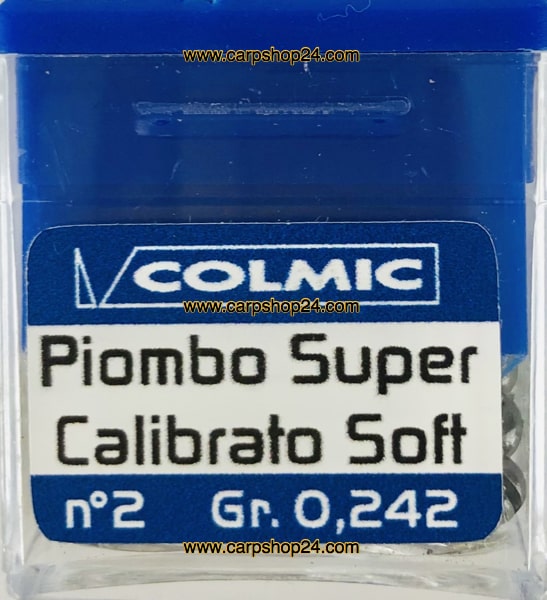 www.carpshop24.com
COLMIC
www.carpshop24.com
Piombo Super
Calibrato Soft
n°2 Gr. 0,242
www.carpshop24.com